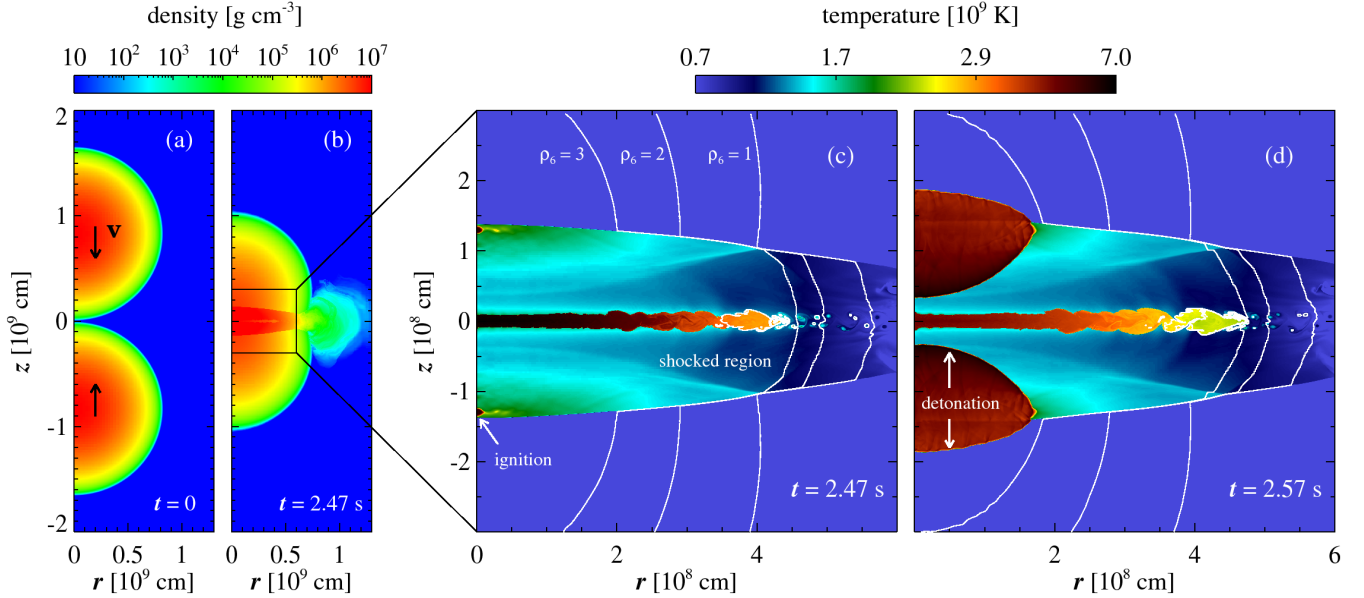 density [g cm⁻³]
temperature [10⁹ K]
10 10² 10³ 10⁴ 10⁵ 10⁶ 10⁷
0.7 1.7 2.9 7.0
(a)
(b)
(c)
(d)
v
ρ₆ = 3
ρ₆ = 2
ρ₆ = 1
shocked region
ignition
detonation
t = 0
t = 2.47 s
t = 2.47 s
t = 2.57 s
z [10⁹ cm]
2
1
0
-1
-2
z [10⁸ cm]
2
1
0
-1
-2
0 0.5 1
0 0.5 1
0 2 4
2 4 6
r [10⁹ cm]
r [10⁹ cm]
r [10⁸ cm]
r [10⁸ cm]